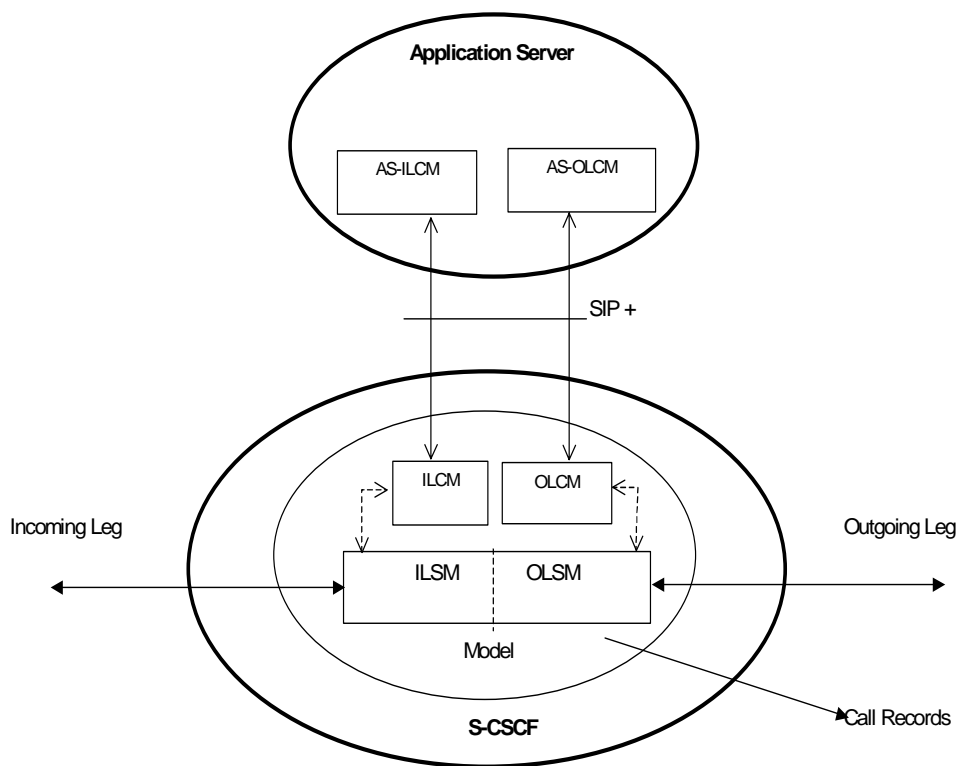 Application Server
AS-ILCM
AS-OLCM
SIP +
ILCM
OLCM
Incoming Leg
Outgoing Leg
ILSM
OLSM
Model
S-CSCF
Call Records